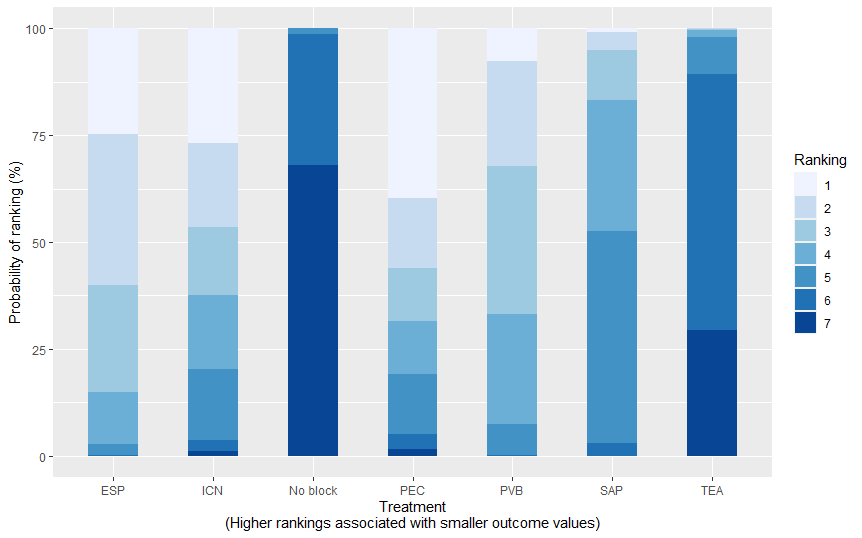 100
75
50
25
0
Probability of ranking (%)
ESP ICN No block PEC PVB SAP TEA
Treatment
(Higher rankings associated with smaller outcome values)
Ranking
1
2
3
4
5
6
7